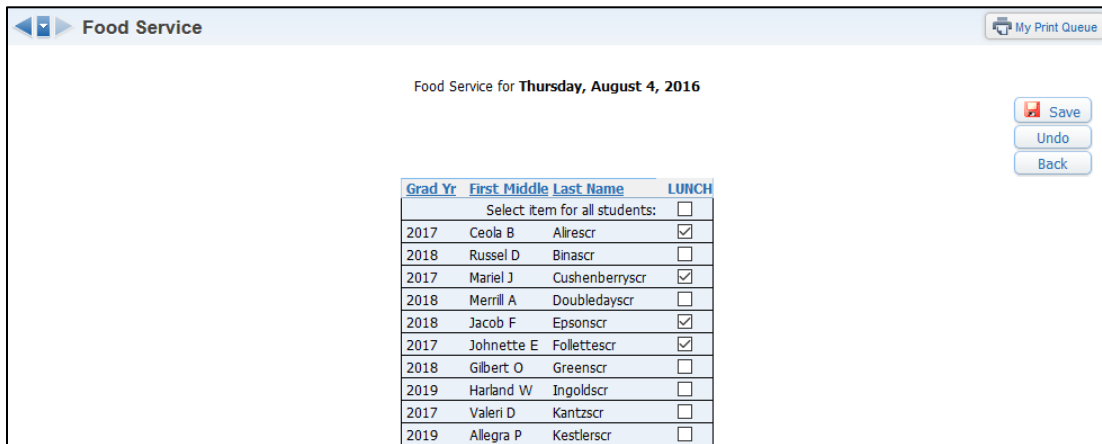 Food Service
My Print Queue
Food Service for Thursday, August 4, 2016
Save
Undo
Back
Grad Yr First Middle Last Name LUNCH
Select item for all students:
2017 Ceola B Alirescr
2018 Russel D Binascr
2017 Mariel J Cushenberryscr
2018 Merrill A Doubledayscr
2018 Jacob F Epsonscr
2017 Johnette E Follettescr
2018 Gilbert O Greenscr
2019 Harland W Ingoldscr
2017 Valeri D Kantzscr
2019 Allegra P Kestlerscr